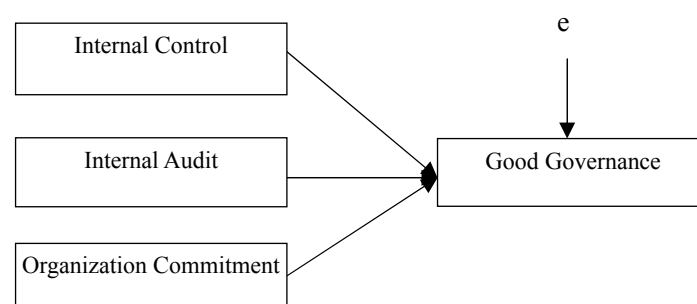 e
Internal Control
Internal Audit
Good Governance
Organization Commitment